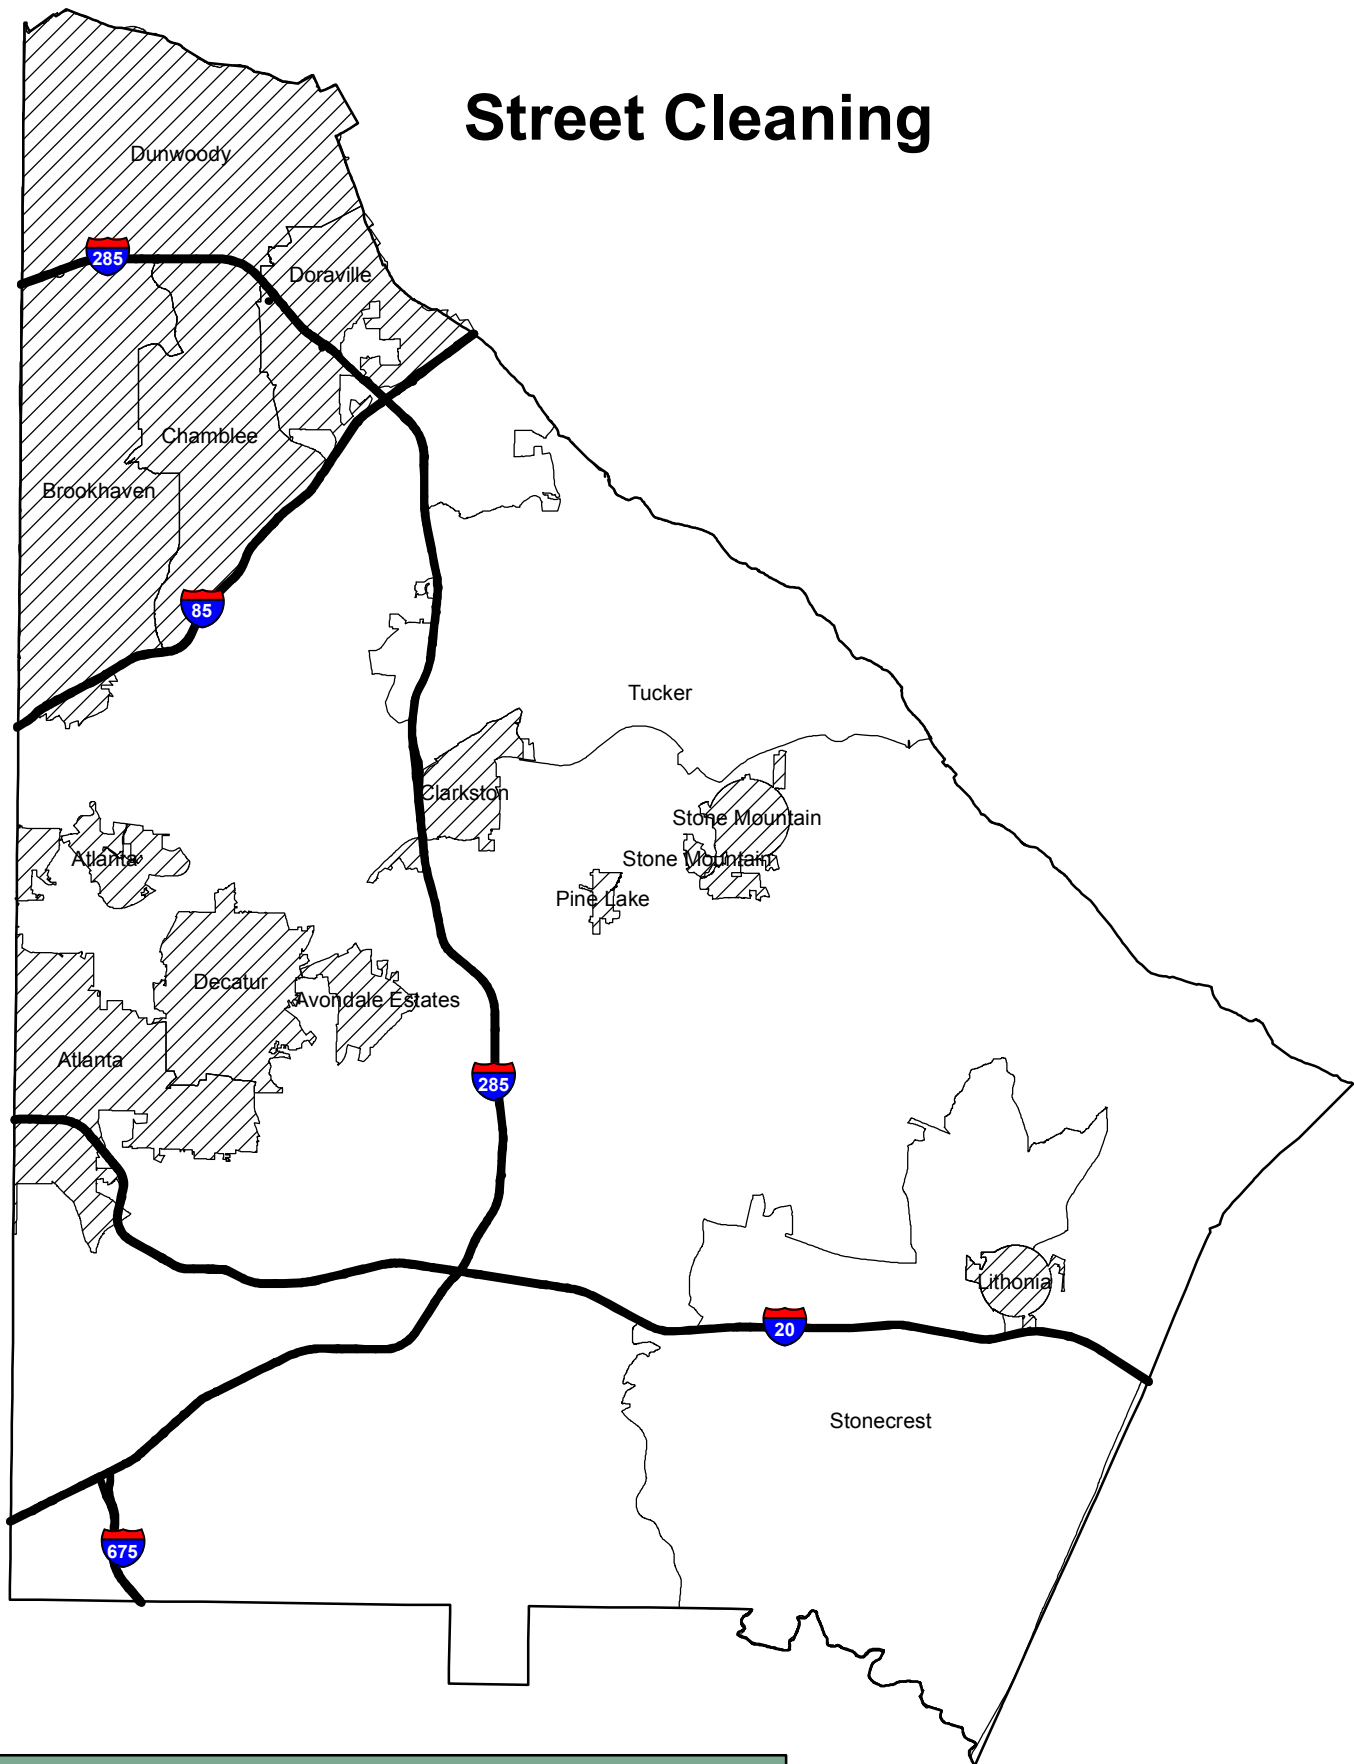 Street Cleaning
Dunwoody
285
Doraville
Chamblee
Brookhaven
85
Tucker
Clarkston
Stone Mountain
Atlanta
Stone Mountain
Pine Lake
Decatur
Avondale Estates
Atlanta
285
Lithonia
20
Stonecrest
675